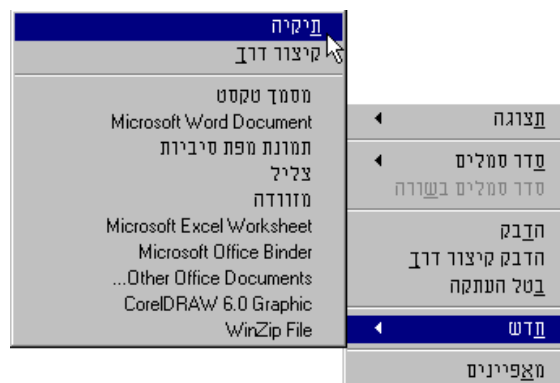 תיקיה
קיצור דרך
מסמך טקסט
Microsoft Word Document
תמונת מפת סיביות
צליל
מזוודה
Microsoft Excel Worksheet
Microsoft Office Binder
Other Office Documents...
CorelDRAW 6.0 Graphic
WinZip File
תצוגה
סדר סמלים
סדר סמלים בשורה
הדבק
הדבק קיצור דרך
בטל העתקה
חדש
מאפיינים